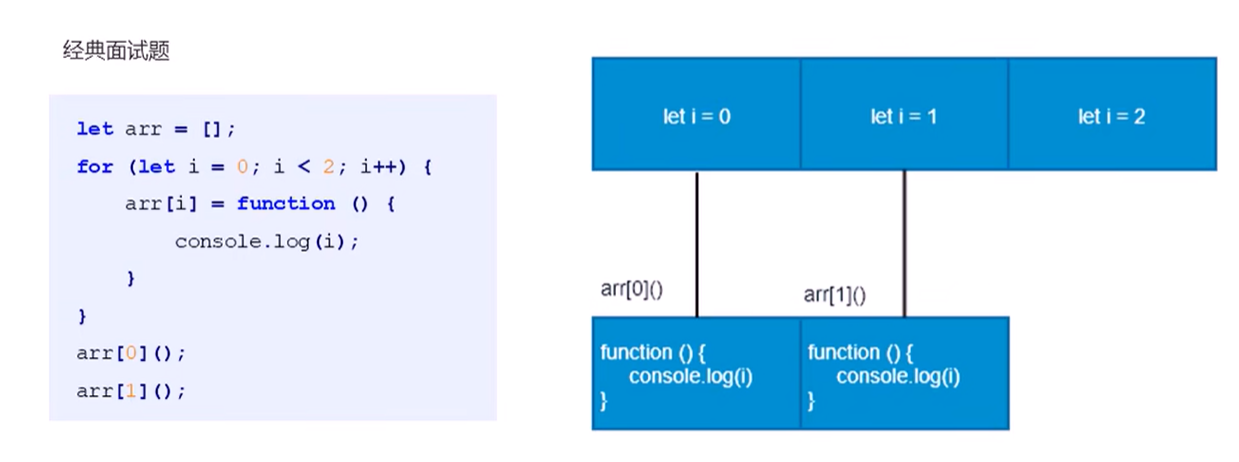 经典面试题
let arr = [];
for (let i = 0; i < 2; i++) {
    arr[i] = function () {
        console.log(i);
    }
}
arr[0]();
arr[1]();
let i = 0
let i = 1
let i = 2
arr[0]()
arr[1]()
function () {
    console.log(i)
}
function () {
    console.log(i)
}